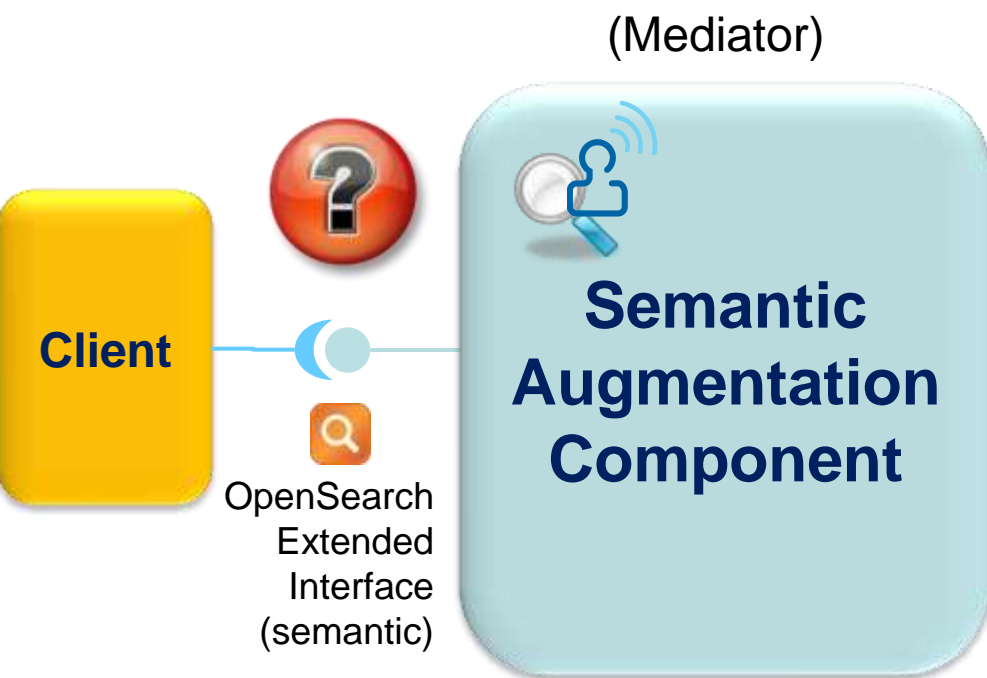 (Mediator)
?
Client
Semantic
Augmentation
Component
OpenSearch
Extended
Interface
(semantic)